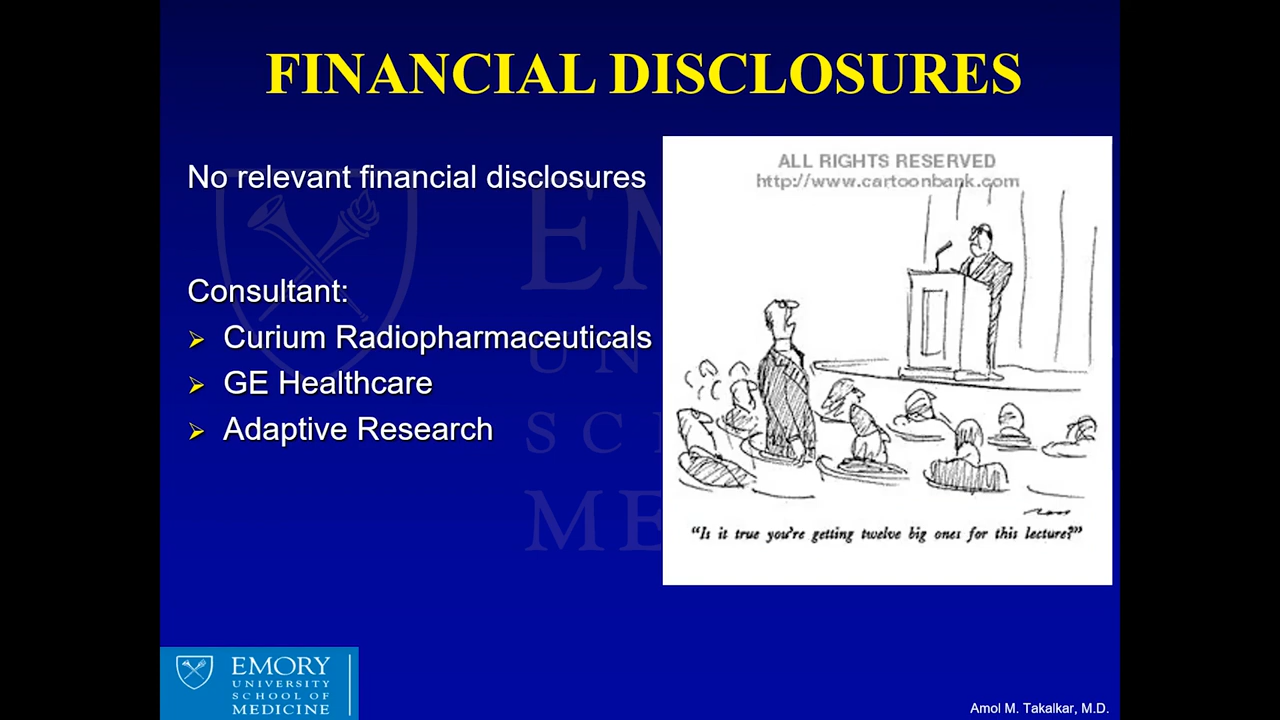 FINANCIAL DISCLOSURES
No relevant financial disclosures
Consultant:
Curium Radiopharmaceuticals
GE Healthcare
Adaptive Research
ALL RIGHTS RESERVED
http://www.cartoonbank.com
“Is it true you're getting twelve big ones for this lecture?”
EMORY
UNIVERSITY
SCHOOL OF
MEDICINE
Amol M. Takalkar, M.D.